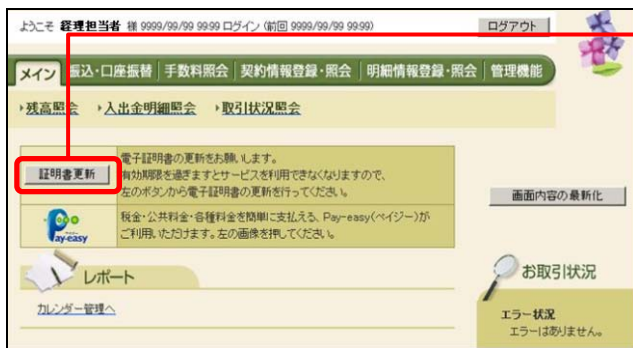 ようこそ 経理担当者 様 9999/99/99 99:99 ログイン (前回 9999/99/99 99:99)
ログアウト
メイン 振込・口座振替 手数料照会 契約情報登録・照会 明細情報登録・照会 管理機能
残高照会 入出金明細照会 取引状況照会
証明書更新
電子証明書の更新をお願いします。
有効期限を過ぎますとサービスを利用できなくなりますので、
左のボタンから電子証明書の更新を行ってください。
画面内容の最新化
Pay-easy
税金・公共料金・各種料金を簡単に支払える、Pay-easy(ペイジー)が
ご利用いただけます。左の画像を押してください。
レポート
お取引状況
カレンダー管理へ
エラー状況
エラーはありません。